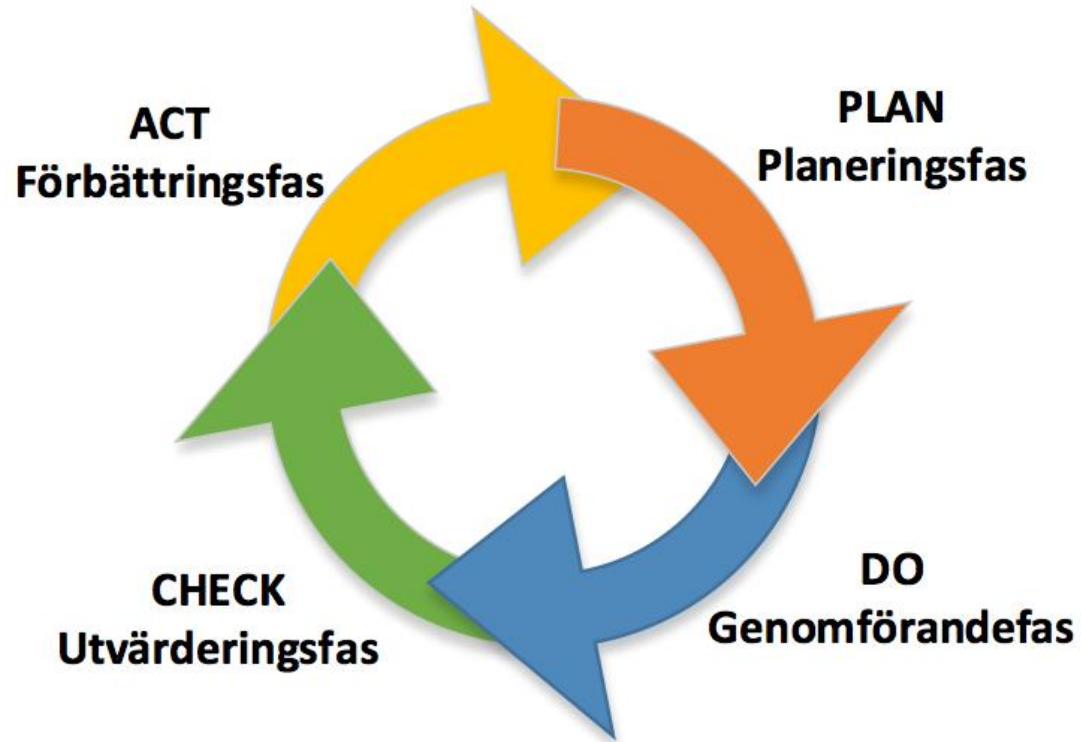 ACT
Förbättringsfas
PLAN
Planeringsfas
CHECK
Utvärderingsfas
DO
Genomförandefas